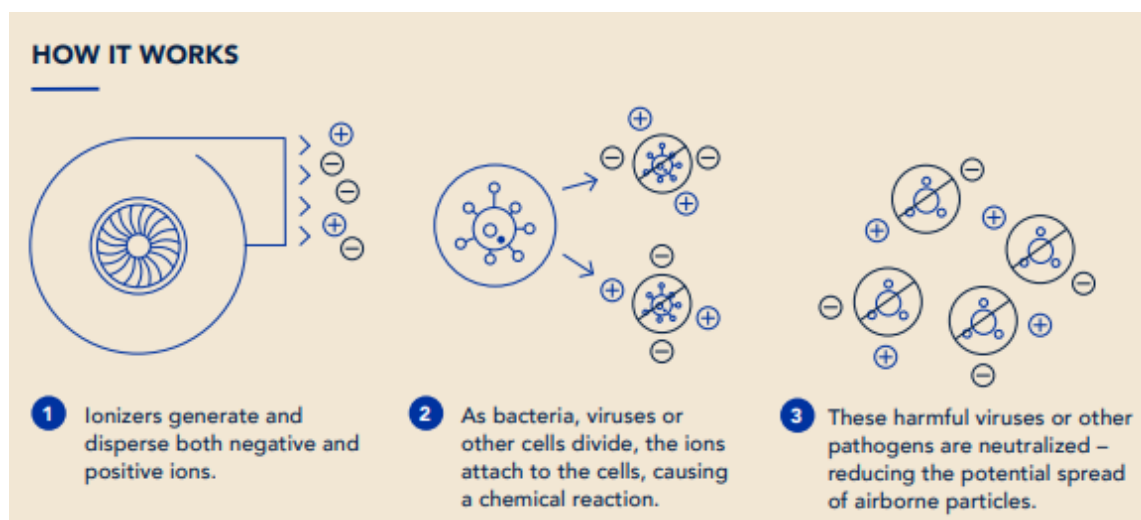 HOW IT WORKS
1 Ionizers generate and
disperse both negative and
positive ions.
2 As bacteria, viruses or
other cells divide, the ions
attach to the cells, causing
a chemical reaction.
3 These harmful viruses or other
pathogens are neutralized –
reducing the potential spread
of airborne particles.